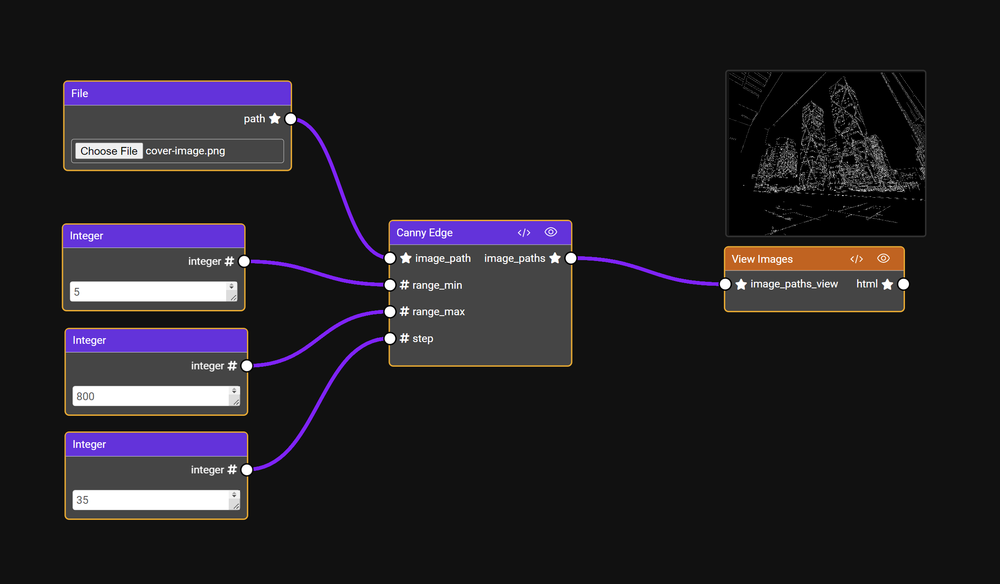 File
path
Choose File cover-image.png
Integer
integer #
5
Integer
integer #
800
Integer
integer #
35
Canny Edge </>
image_path image_paths
# range_min
# range_max
# step
View Images </>
image_paths_view html